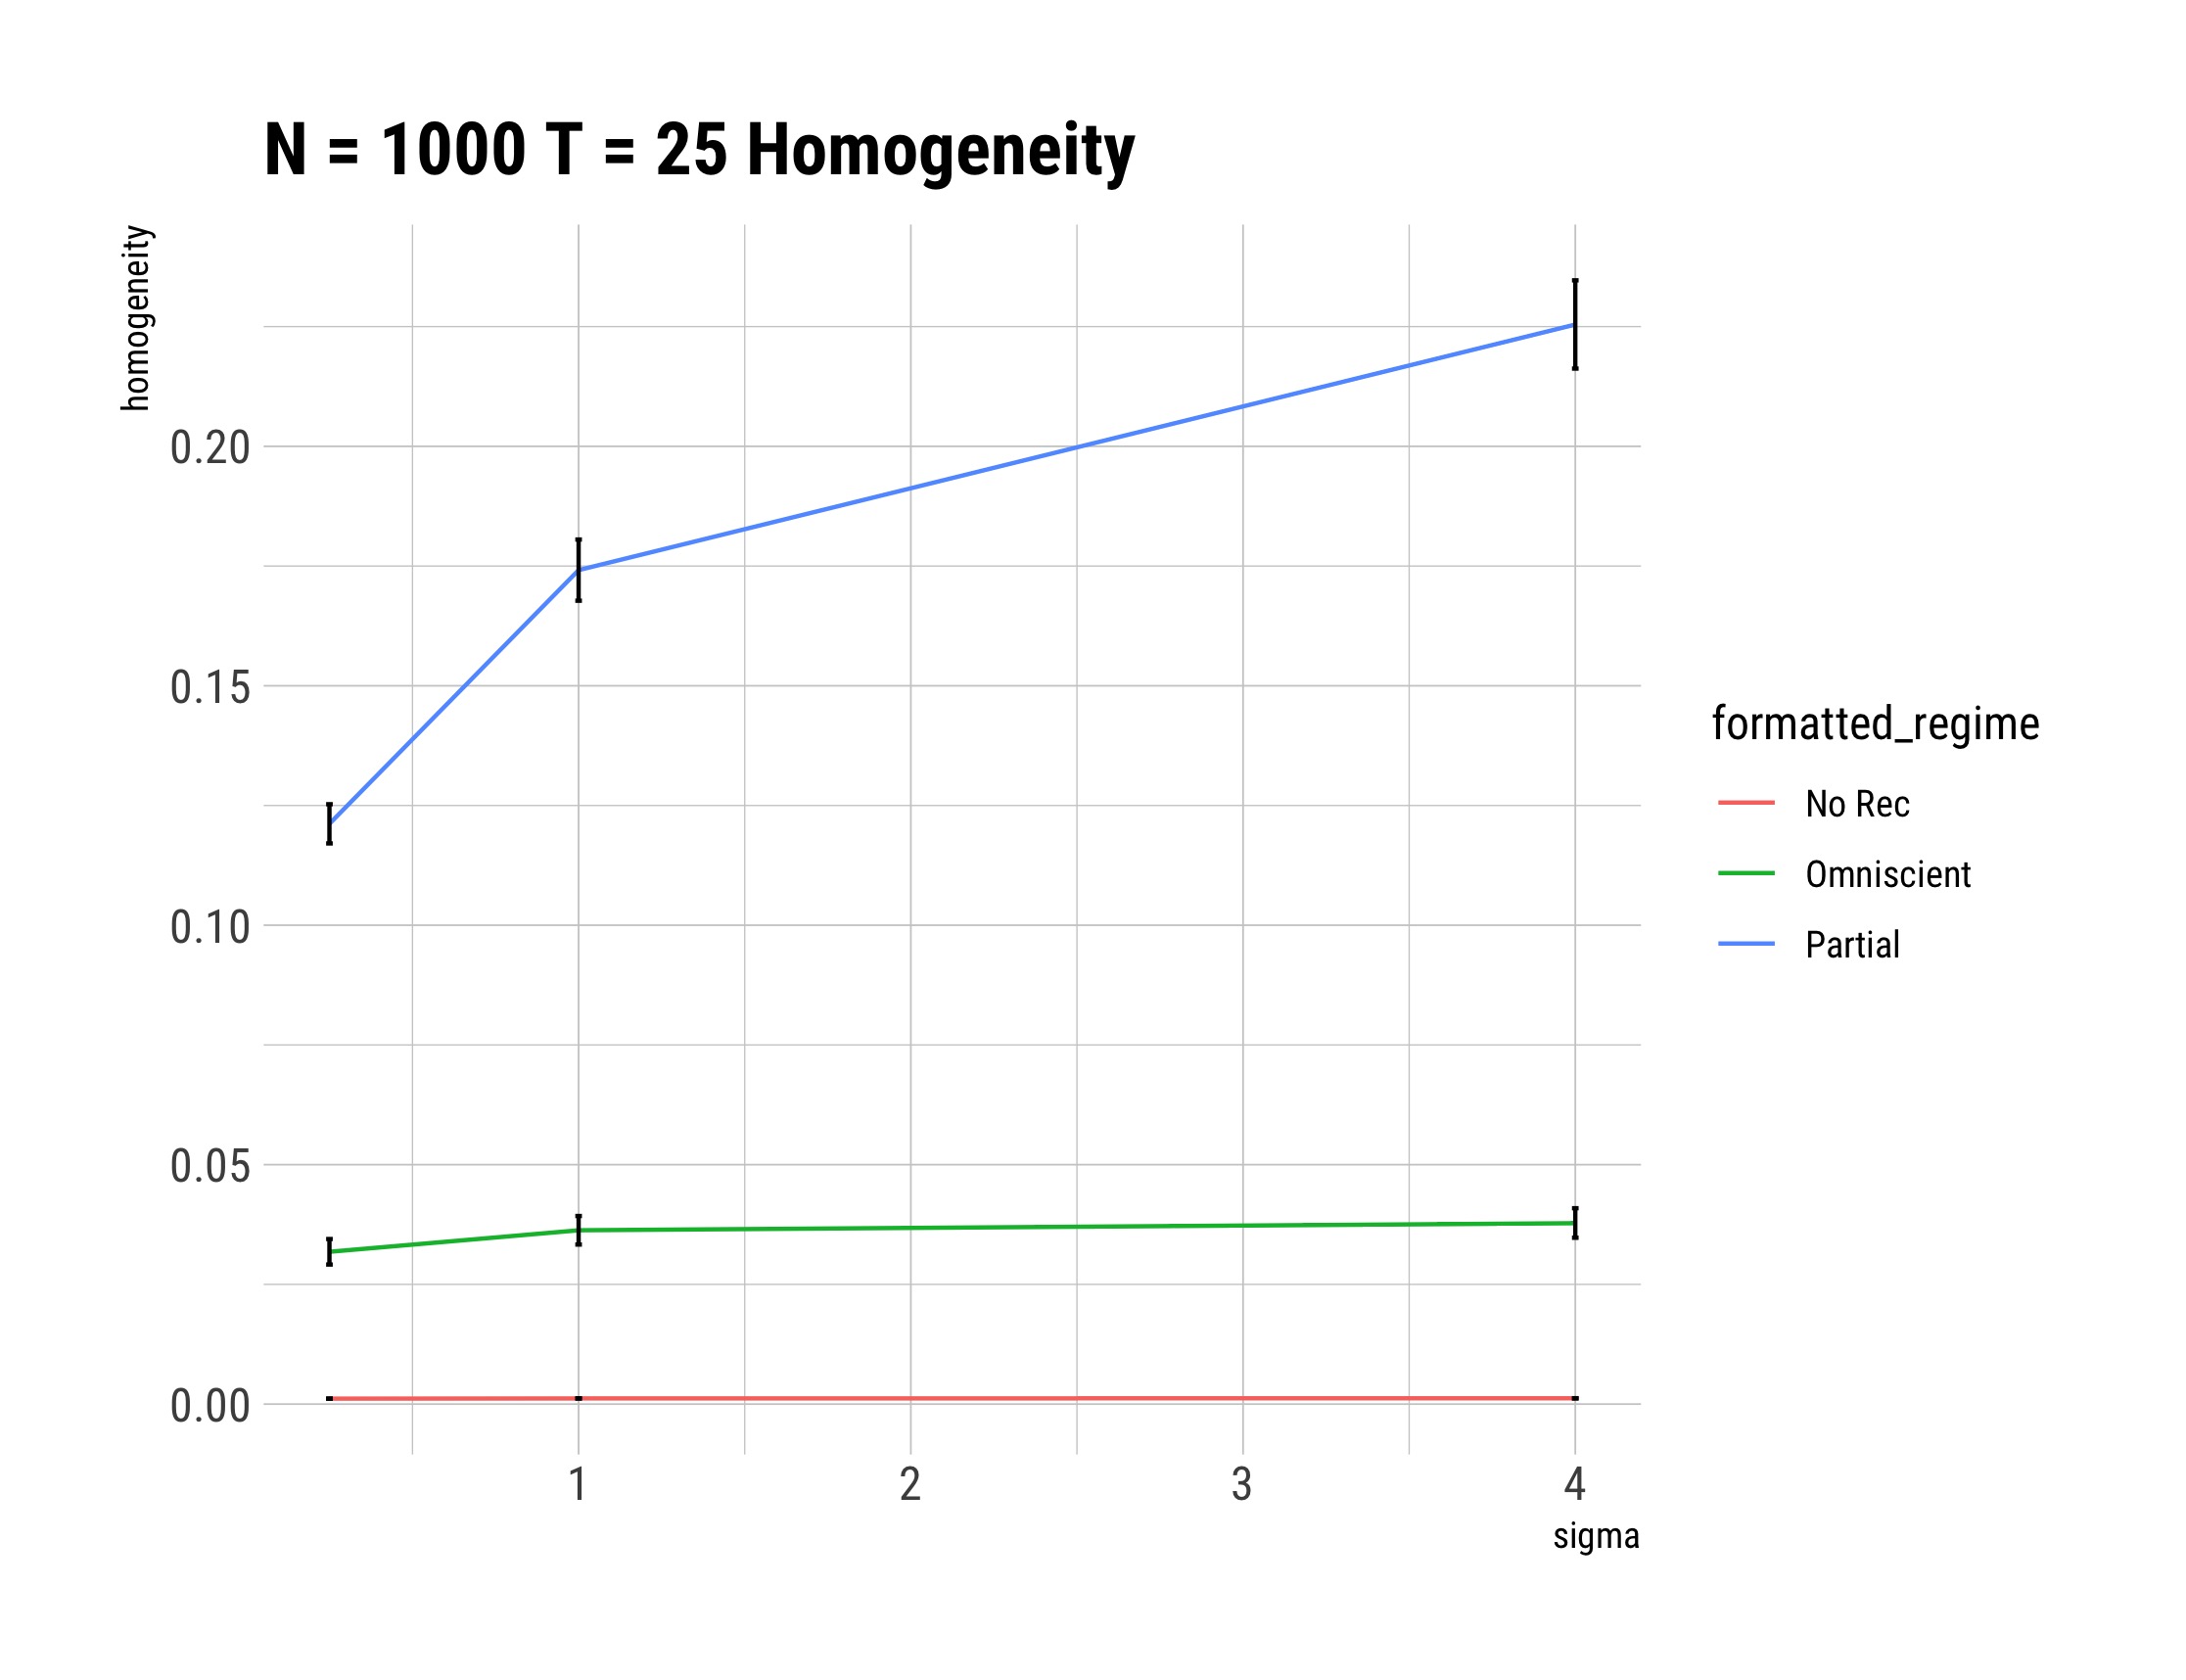 N = 1000 T = 25 Homogeneity
homogeneity
0.20
0.15
0.10
0.05
0.00
1 2 3 4
sigma
formatted_regime
No Rec
Omniscient
Partial